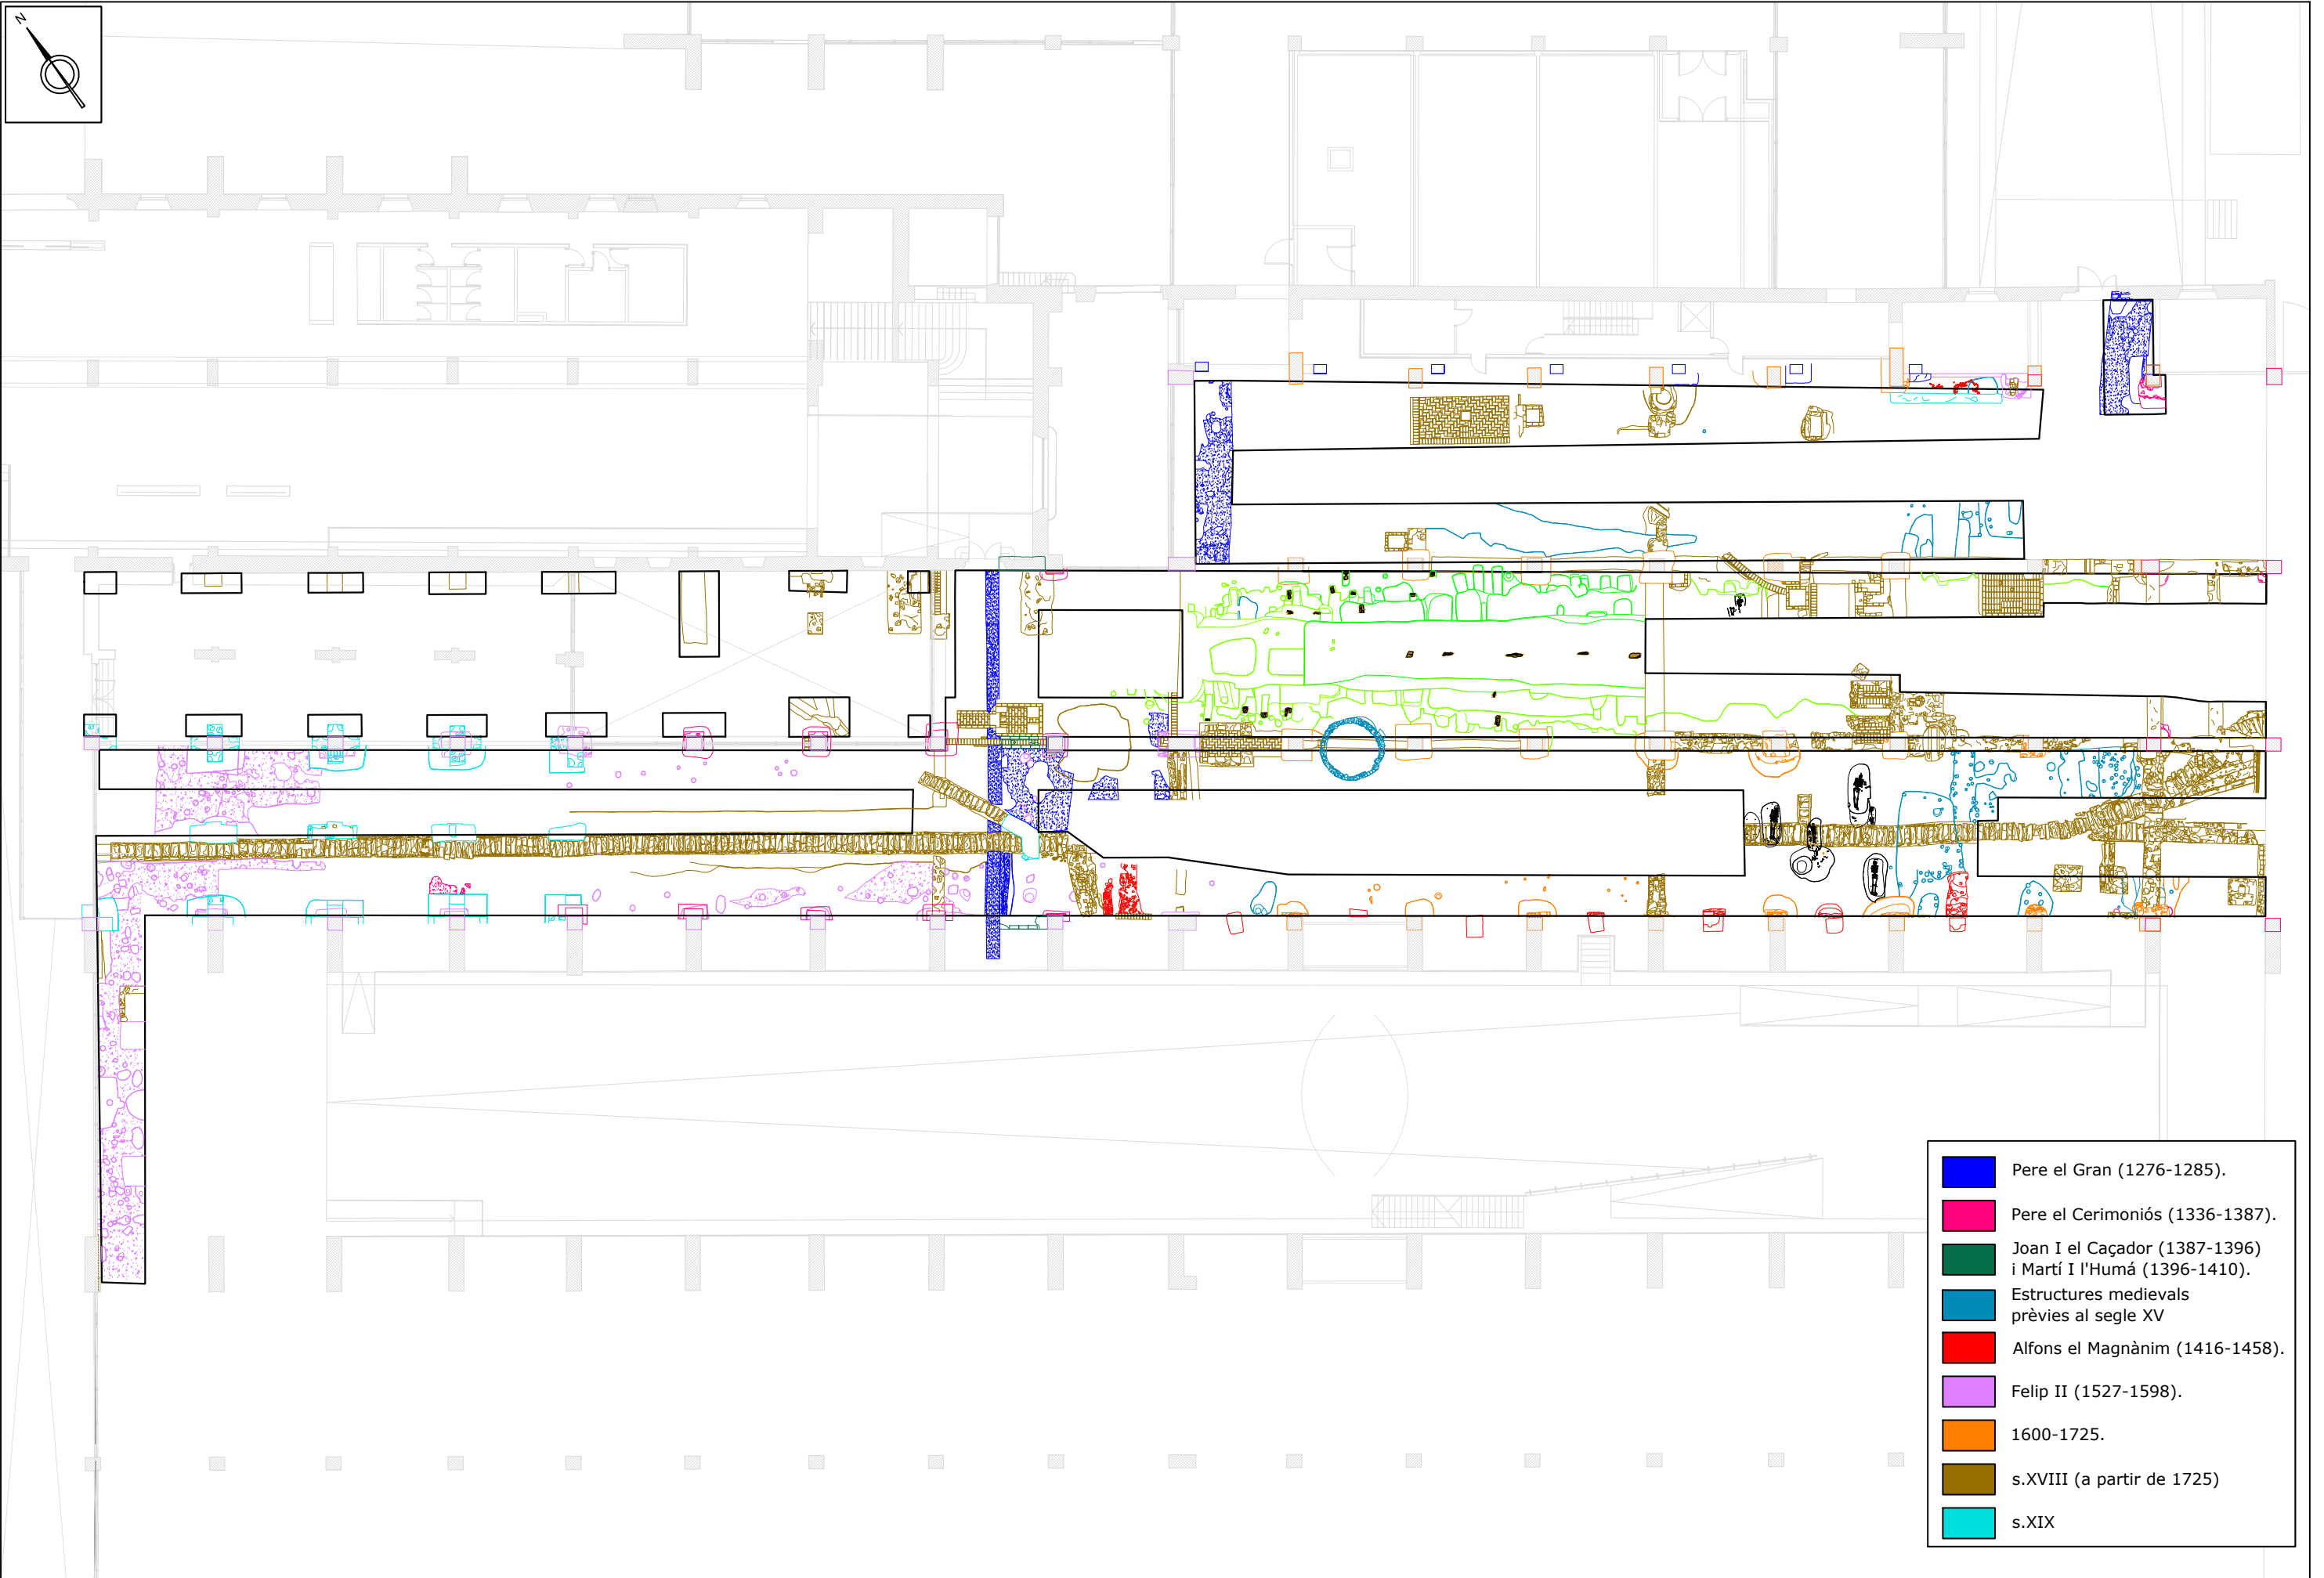 N
Pere el Gran (1276-1285).
Pere el Cerimoniós (1336-1387).
Joan I el Caçador (1387-1396)
i Martí I l'Humá (1396-1410).
Estructures medievals
prèvies al segle XV
Alfons el Magnànim (1416-1458).
Felip II (1527-1598).
1600-1725.
s.XVIII (a partir de 1725)
s.XIX